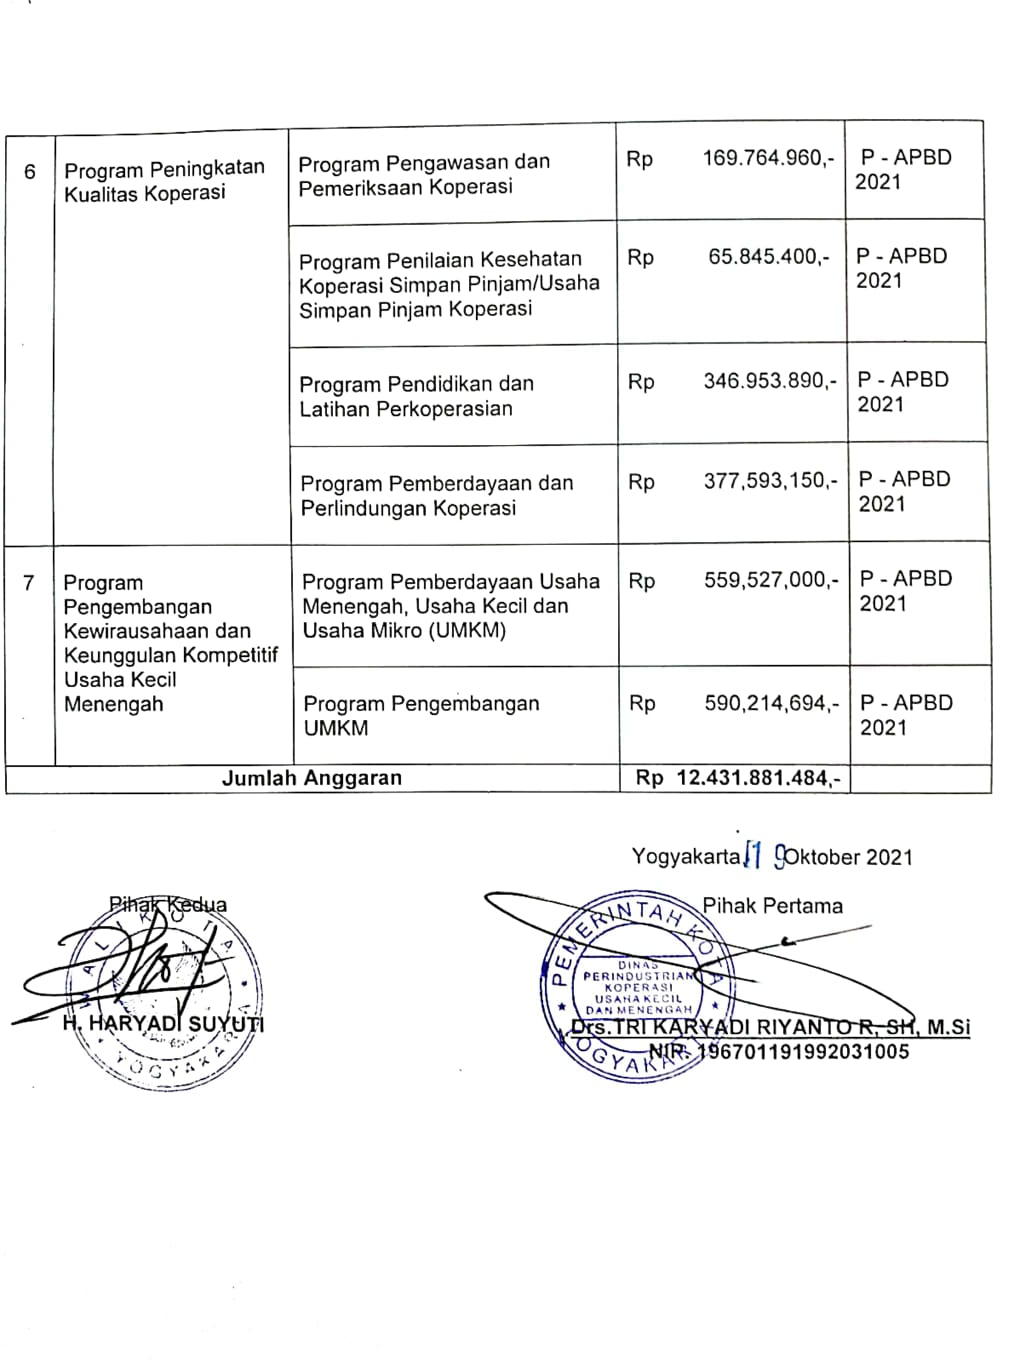 6
Program Peningkatan
Kualitas Koperasi
Program Pengawasan dan
Pemeriksaan Koperasi
Rp 169.764.960,-
P - APBD
2021
Program Penilaian Kesehatan
Koperasi Simpan Pinjam/Usaha
Simpan Pinjam Koperasi
Rp 65.845.400,-
P - APBD
2021
Program Pendidikan dan
Latihan Perkoperasian
Rp 346.953.890,-
P - APBD
2021
Program Pemberdayaan dan
Perlindungan Koperasi
Rp 377,593,150,-
P - APBD
2021
7
Program
Pengembangan
Kewirausahaan dan
Keunggulan Kompetitif
Usaha Kecil
Menengah
Program Pemberdayaan Usaha
Menengah, Usaha Kecil dan
Usaha Mikro (UMKM)
Rp 559,527,000,-
P - APBD
2021
Program Pengembangan
UMKM
Rp 590,214,694,-
P - APBD
2021
Jumlah Anggaran Rp 12.431.881.484,-
Yogyakarta, 19 Oktober 2021
Pihak Kedua
WALIKOTA
YOGYAKARTA
H. HARYADI SUYUTI
Pihak Pertama
PEMERINTAH KOTA
DINAS
PERINDUSTRIAN
KOPERASI
USAHA KECIL
DAN MENENGAH
YOGYAKARTA
Drs.TRI KARYADI RIYANTO R, SH, M.Si
NIP. 196701191992031005